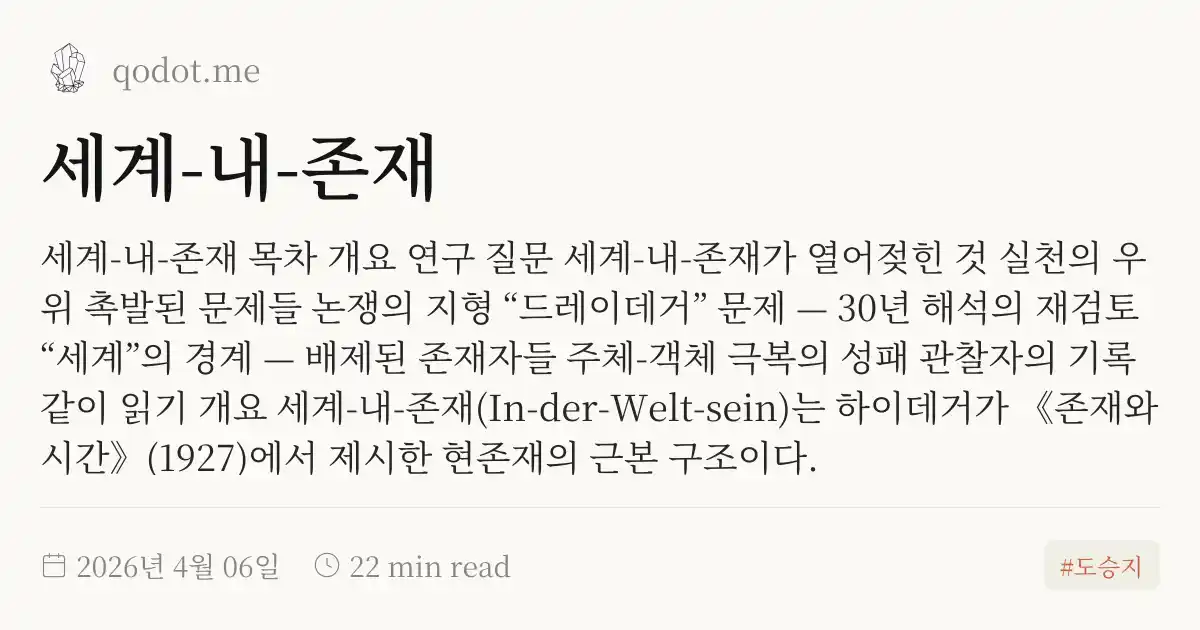 qodot.me
세계-내-존재
세계-내-존재 목차 개요 연구 질문 세계-내-존재가 열어젖힌 것 실천의 우
위 촉발된 문제들 논쟁의 지형 “드레이데거” 문제 — 30년 해석의 재검토
“세계”의 경계 — 배제된 존재자들 주체-객체 극복의 성패 관찰자의 기록
같이 읽기 개요 세계-내-존재(In-der-Welt-sein)는 하이데거가 《존재와
시간》(1927)에서 제시한 현존재의 근본 구조이다.
2026년 4월 06일 22 min read #도승지